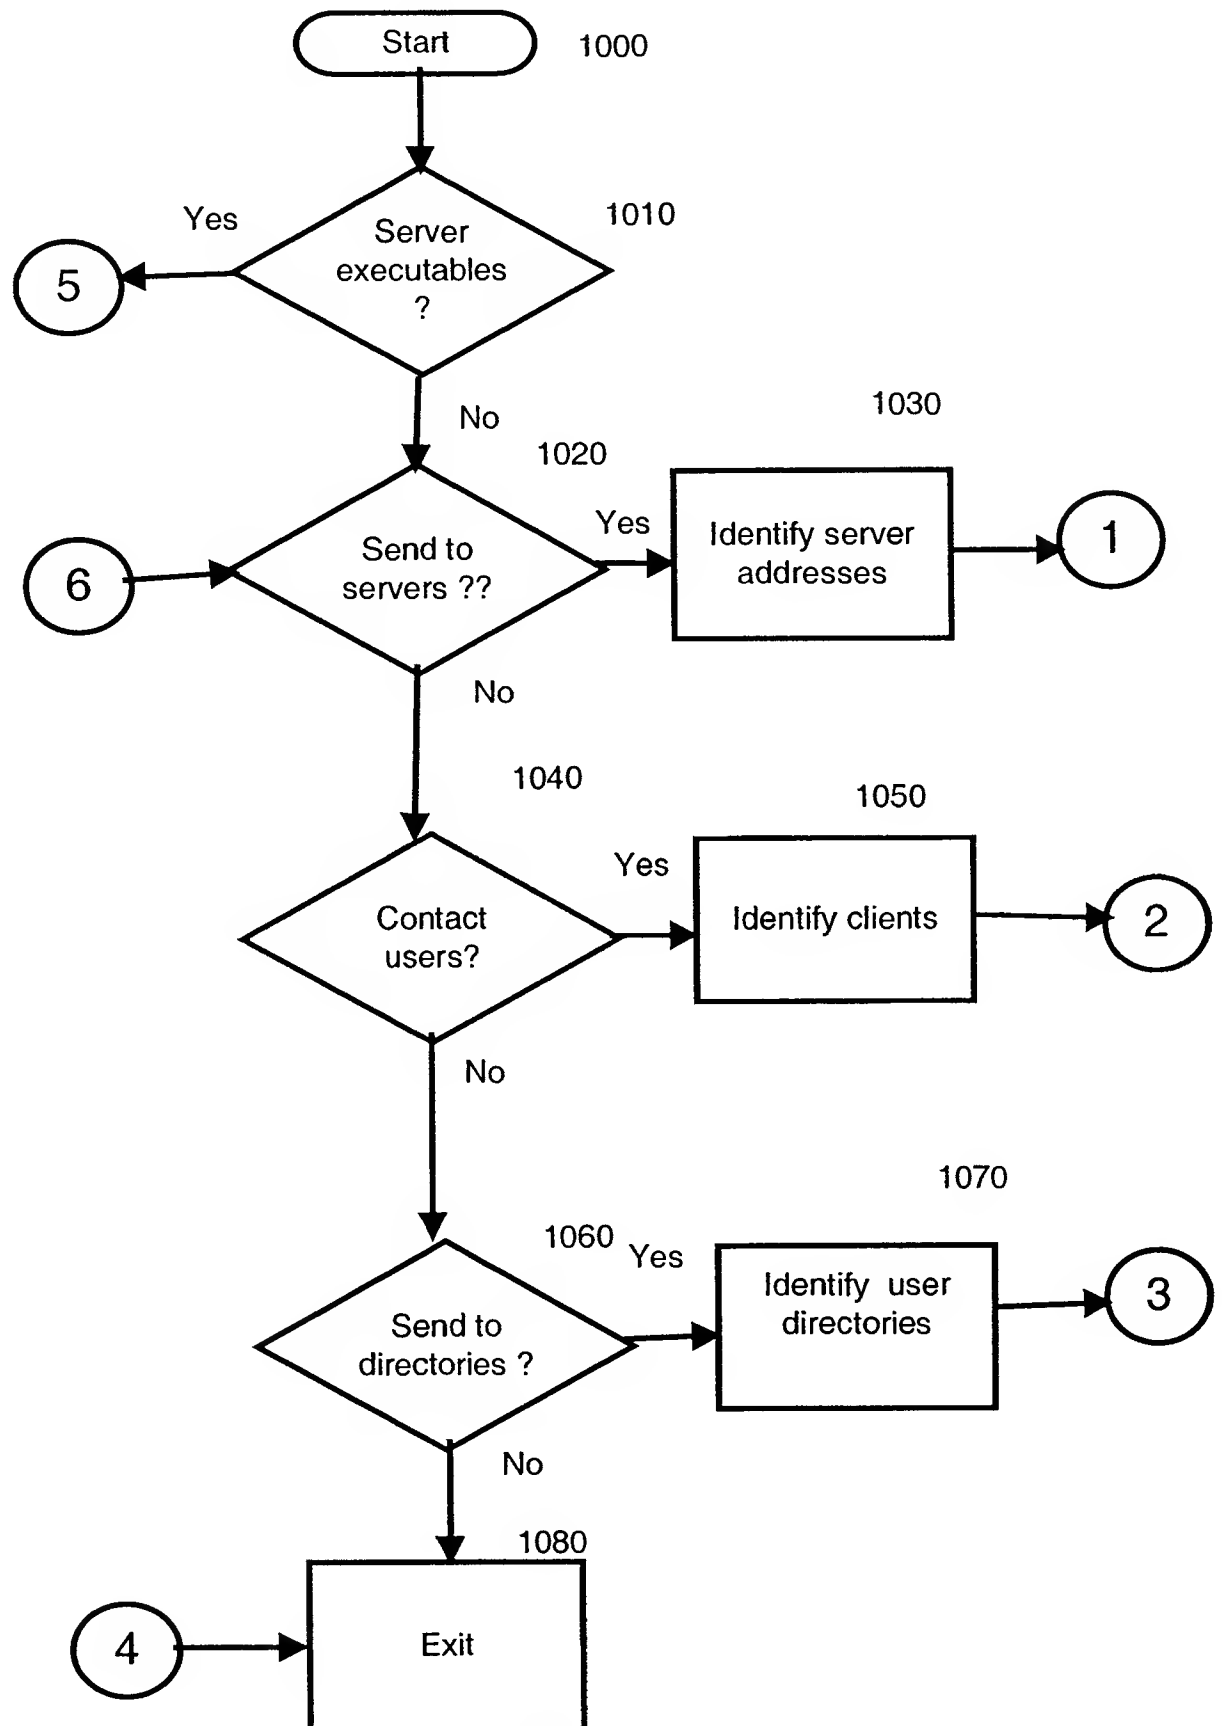 Start
1000
Yes
1010
Server
executables
?
5
No
1030
1020
Yes
Identify server
addresses
1
Send to
servers ??
6
No
1040
1050
Yes
Contact
users?
Identify clients
2
No
1070
1060
Yes
Identify user
directories
3
Send to
directories ?
No
1080
4
Exit